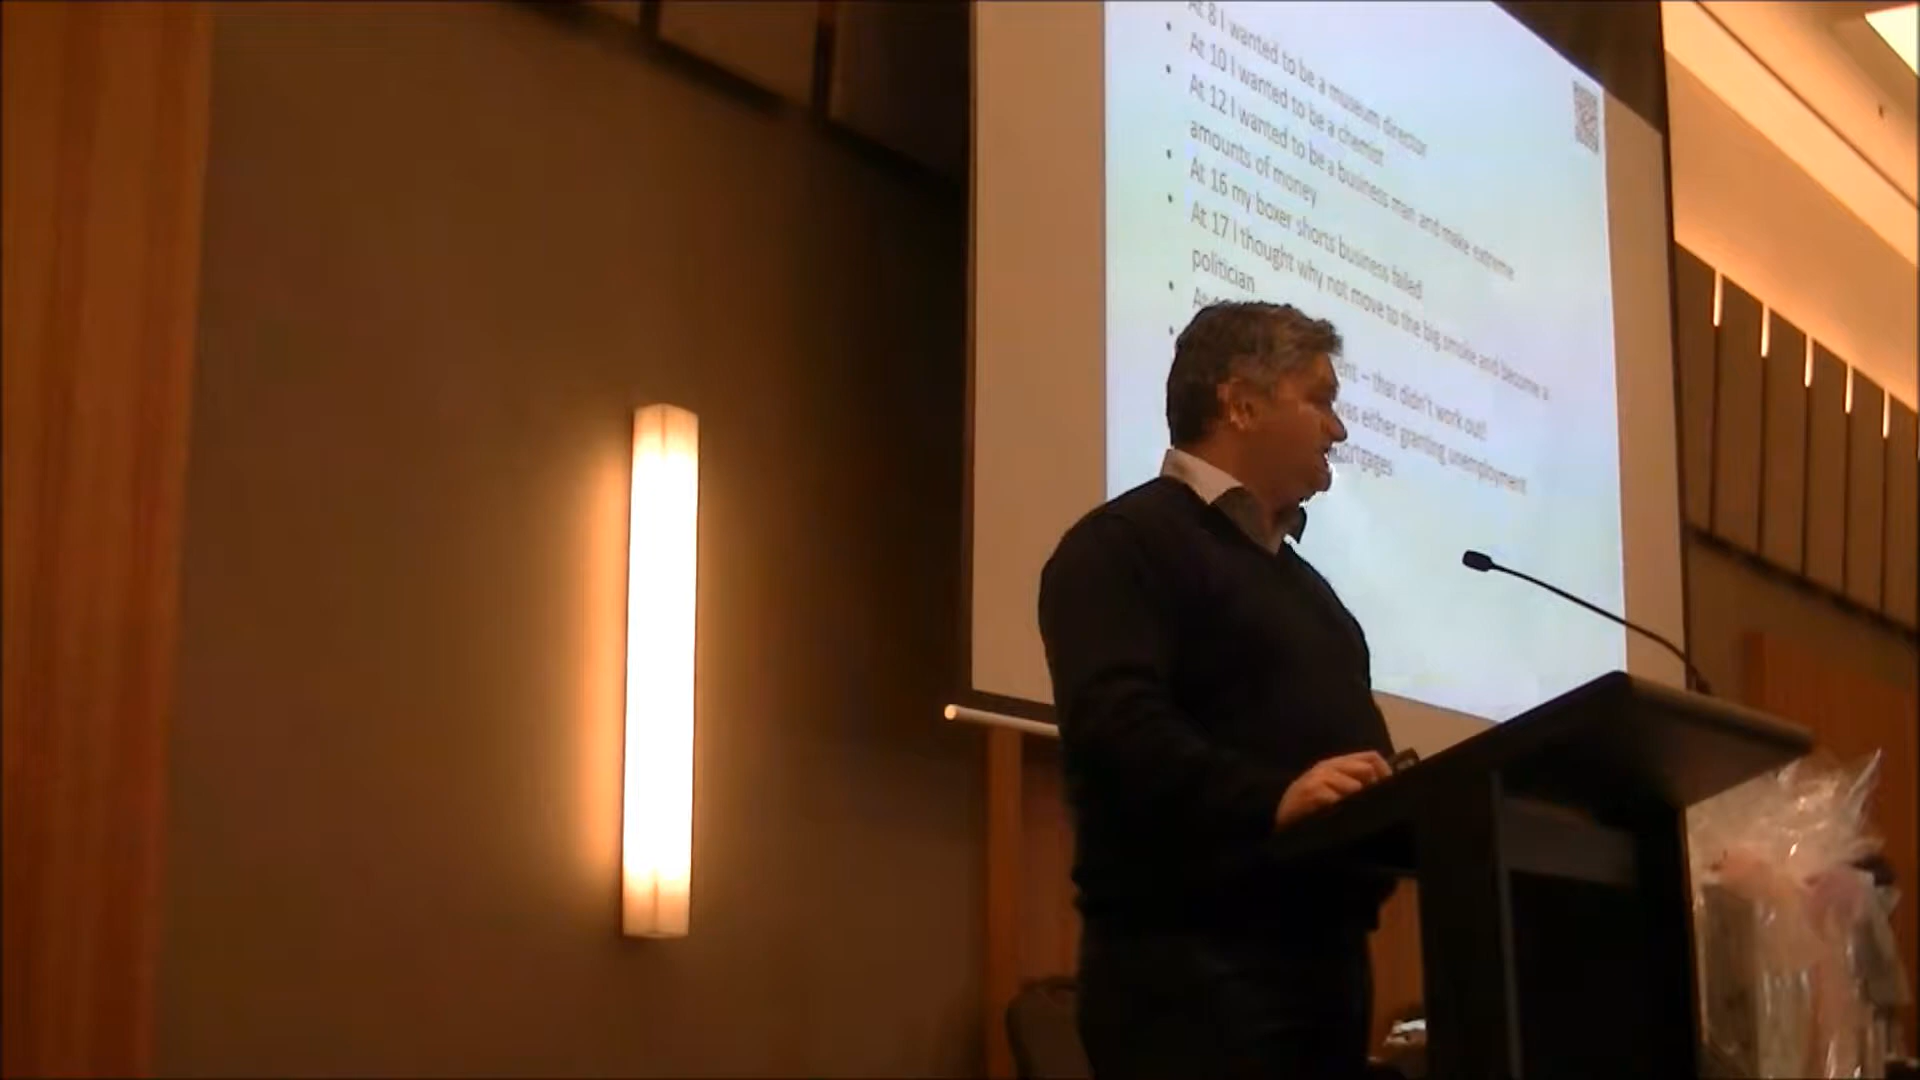 At 8 I wanted to be a museum director
At 10 I wanted to be a chemist
At 12 I wanted to be a business man and make extreme
amounts of money
At 16 my boxer shorts business failed
At 17 I thought why not move to the big smoke and become a
politician
At
– that didn't work out!
was either granting unemployment
mortgages